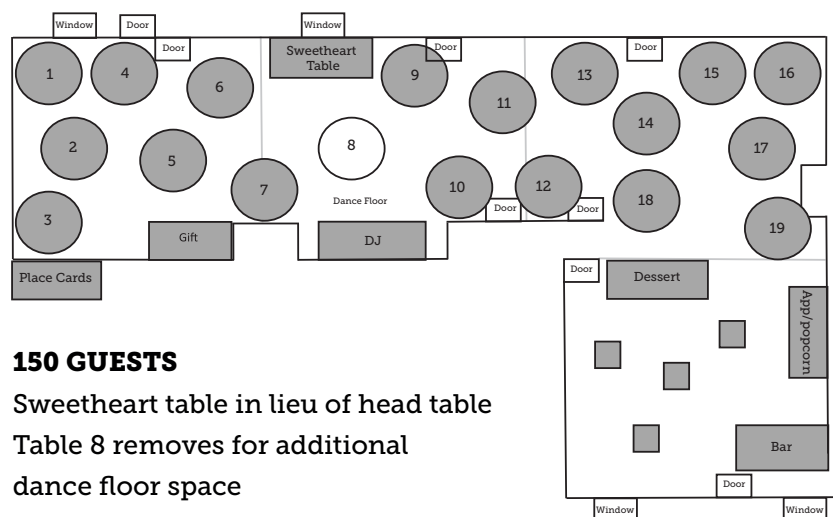 Window
Door
Window
Door
Door
Door
Sweetheart
Table
1
4
6
9
11
13
15
16
2
5
8
14
17
3
7
10
12
18
19
Dance Floor
Door
Door
Gift
DJ
Place Cards
Door
Dessert
App/popcorn
Bar
Door
Window
Window
150 GUESTS
Sweetheart table in lieu of head table
Table 8 removes for additional
dance floor space